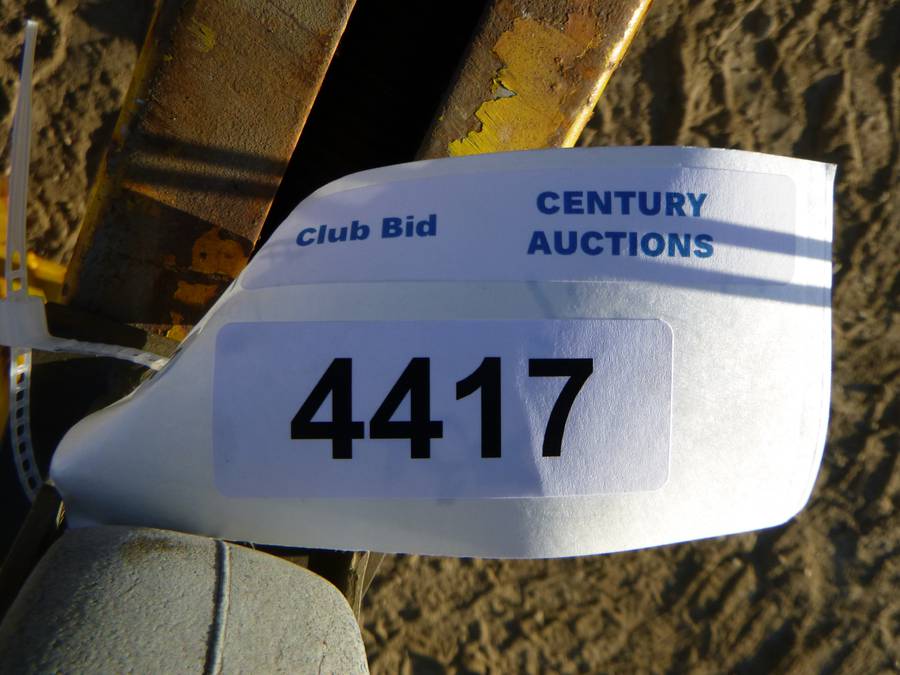 Club Bid
CENTURY
AUCTIONS
4417